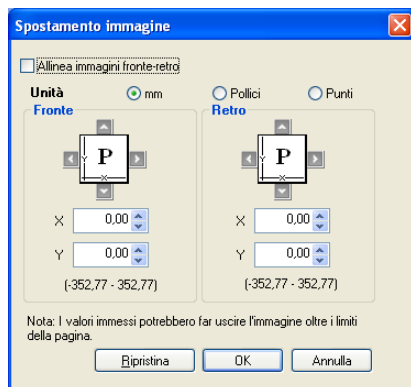 Spostamento immagine
Allinea immagini fronte-retro
Unità mm Pollici Punti
Fronte Retro
P P
X 0,00 X 0,00
Y 0,00 Y 0,00
(-352,77 - 352,77) (-352,77 - 352,77)
Nota: I valori immessi potrebbero far uscire l'immagine oltre i limiti
della pagina.
Ripristina OK Annulla